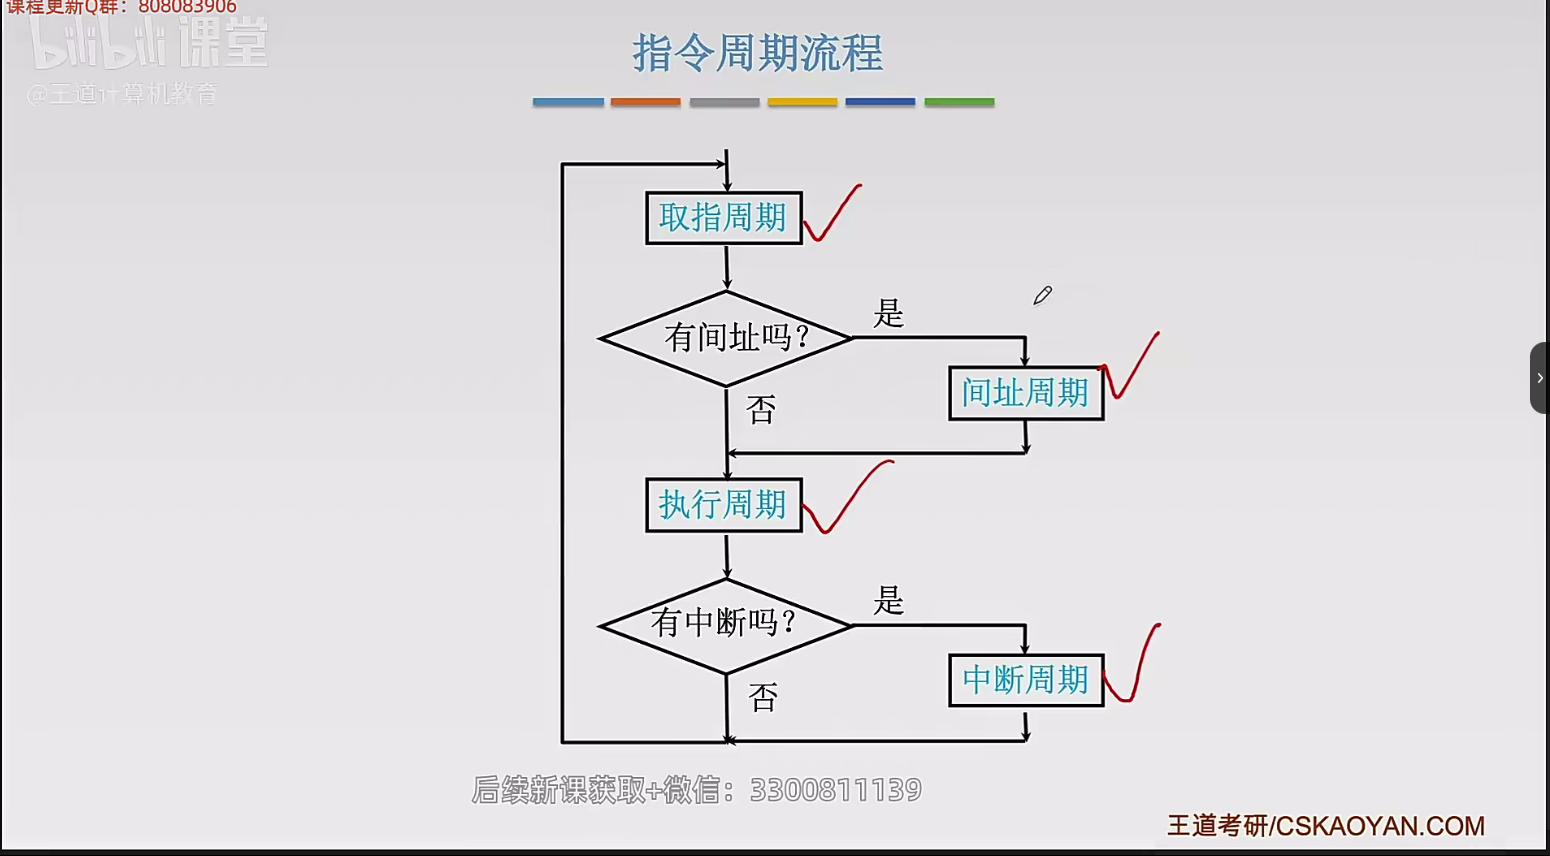 课程更新Q群：808083906
bilibili课堂
@王道计算机教育
指令周期流程
取指周期
有间址吗？
是
间址周期
否
执行周期
有中断吗？
是
中断周期
否
后续新课获取+微信：3300811139
王道考研/CSKAOYAN.COM